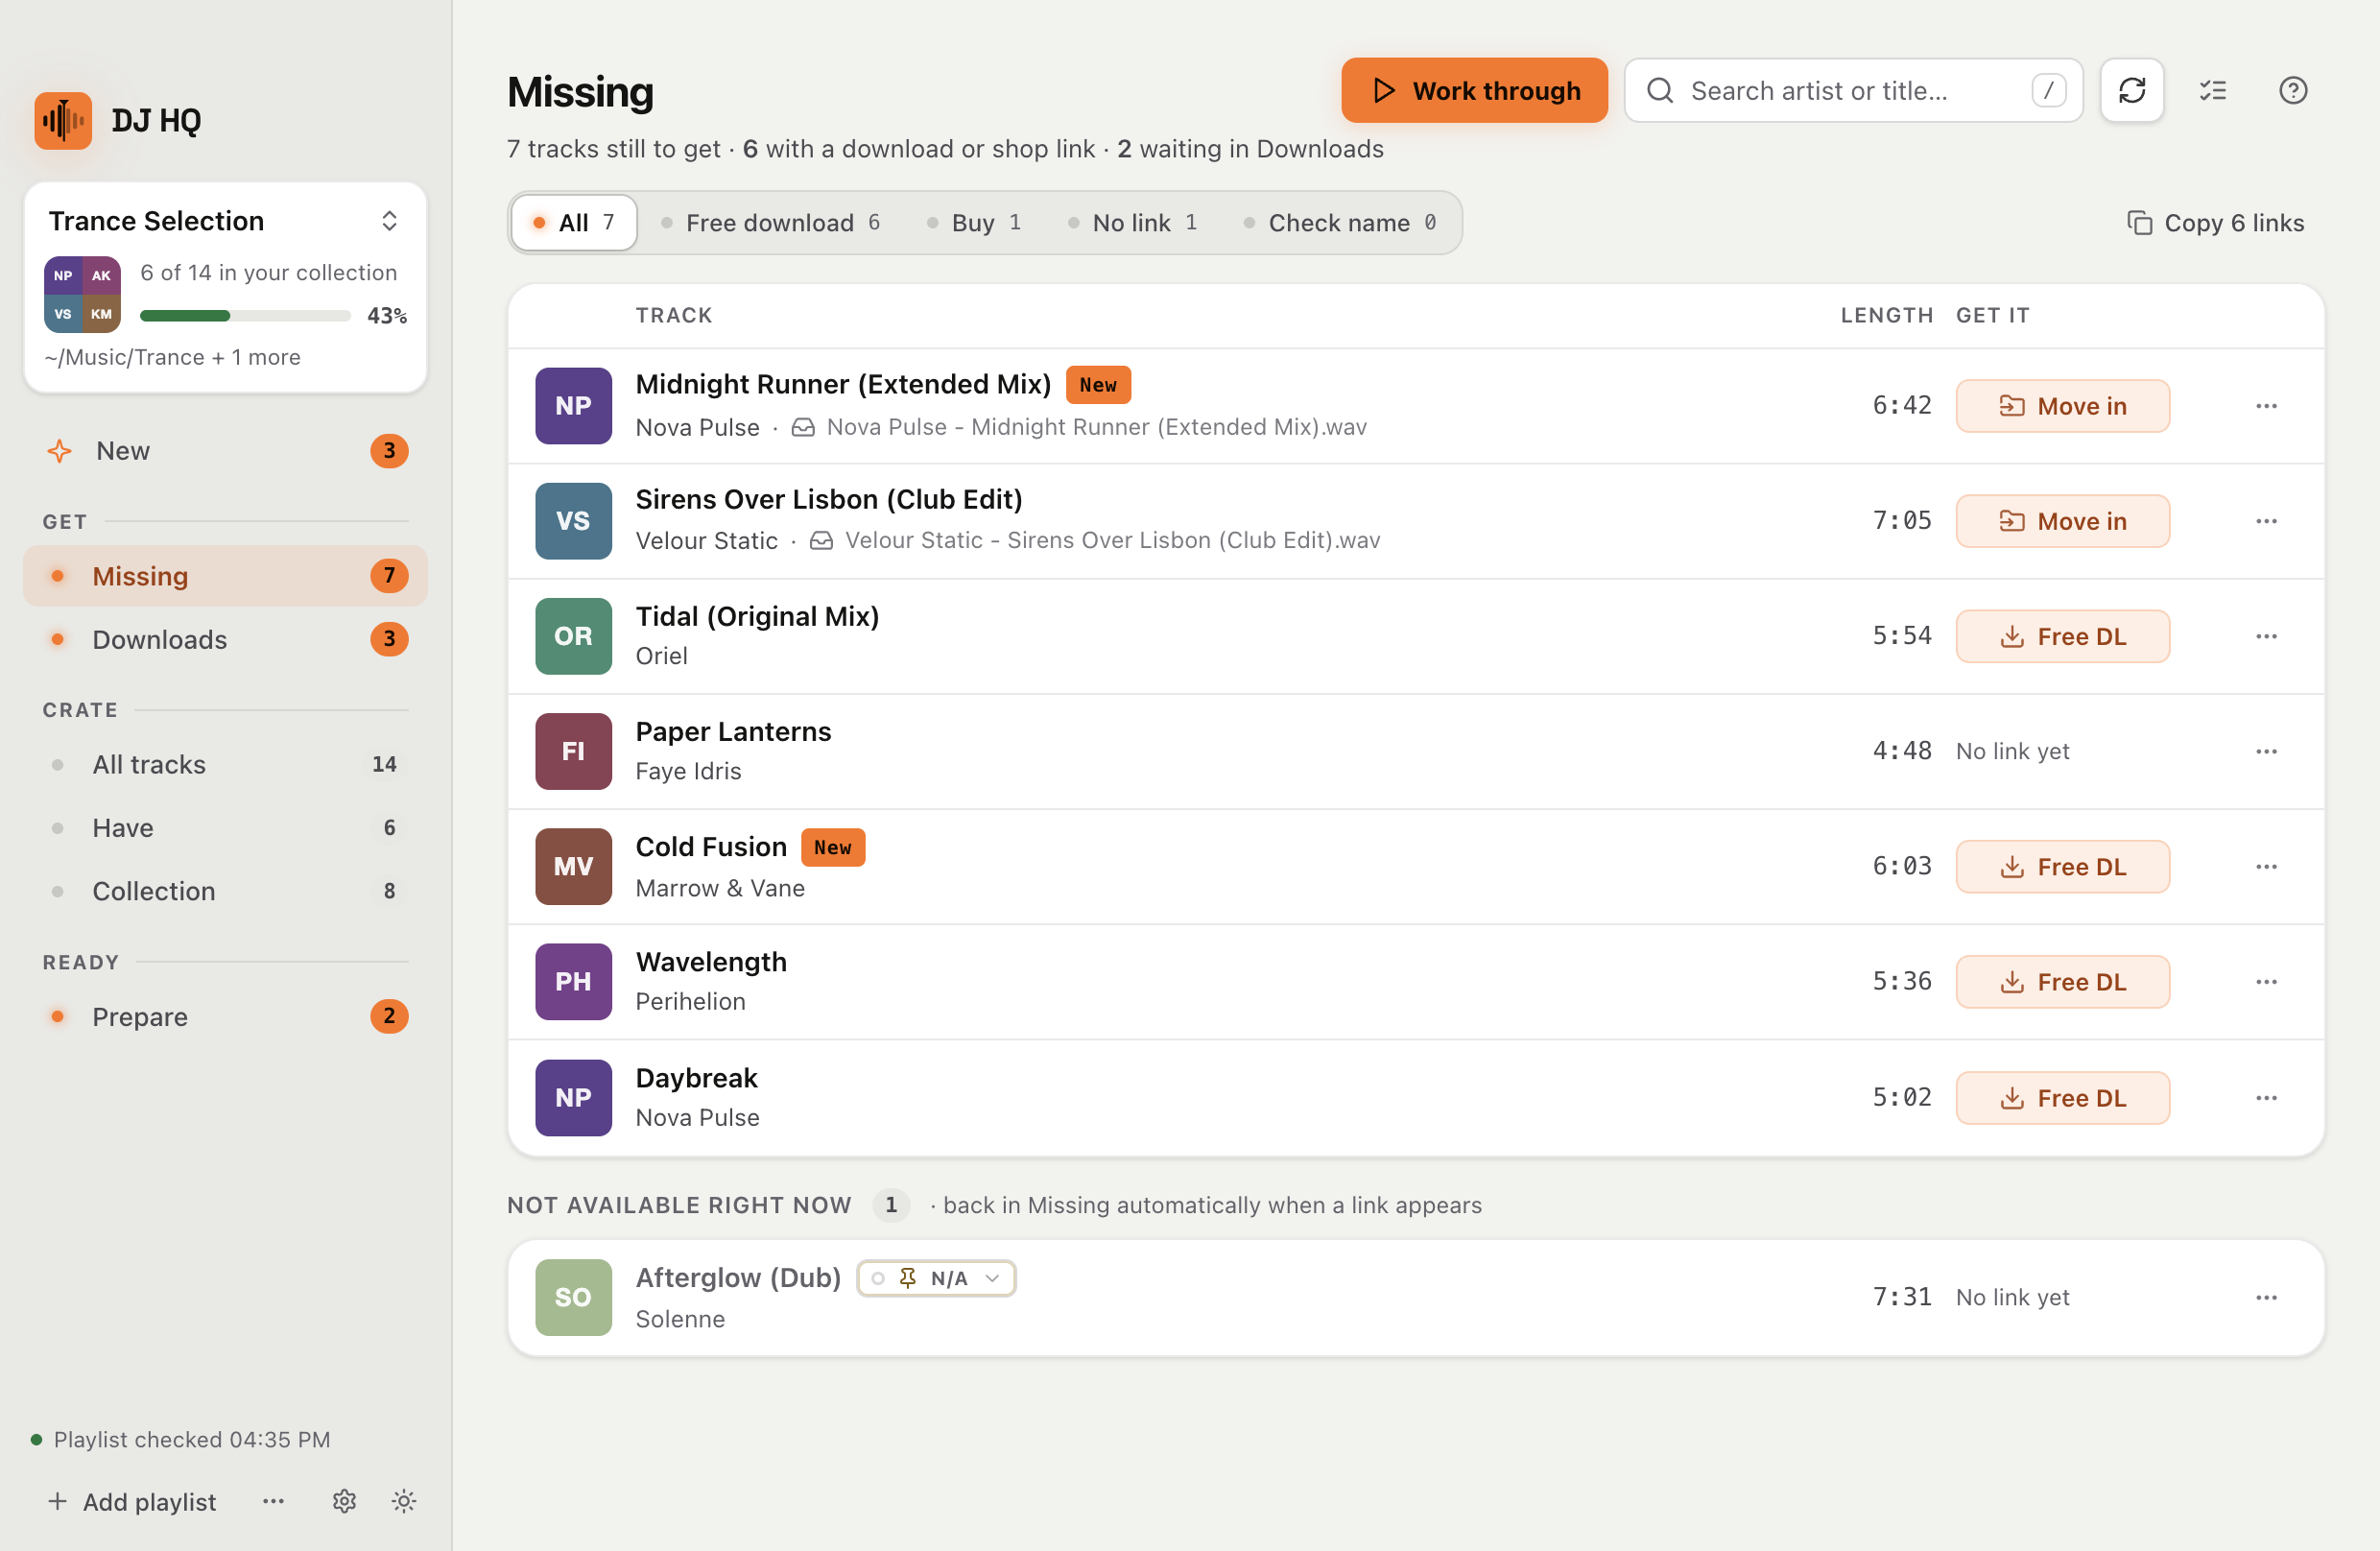 DJ HQ
Trance Selection
NP AK
VS KM
6 of 14 in your collection
43%
~/Music/Trance + 1 more
New 3
GET
Missing 7
Downloads 3
CRATE
All tracks 14
Have 6
Collection 8
READY
Prepare 2
Playlist checked 04:35 PM
+ Add playlist ...
Missing
Work through
Search artist or title... /
7 tracks still to get · 6 with a download or shop link · 2 waiting in Downloads
All 7 Free download 6 Buy 1 No link 1 Check name 0
Copy 6 links
TRACK LENGTH GET IT
NP Midnight Runner (Extended Mix) New
Nova Pulse · Nova Pulse - Midnight Runner (Extended Mix).wav
6:42 Move in ...
VS Sirens Over Lisbon (Club Edit)
Velour Static · Velour Static - Sirens Over Lisbon (Club Edit).wav
7:05 Move in ...
OR Tidal (Original Mix)
Oriel
5:54 Free DL ...
FI Paper Lanterns
Faye Idris
4:48 No link yet ...
MV Cold Fusion New
Marrow & Vane
6:03 Free DL ...
PH Wavelength
Perihelion
5:36 Free DL ...
NP Daybreak
Nova Pulse
5:02 Free DL ...
NOT AVAILABLE RIGHT NOW 1 · back in Missing automatically when a link appears
SO Afterglow (Dub) N/A
Solenne
7:31 No link yet ...